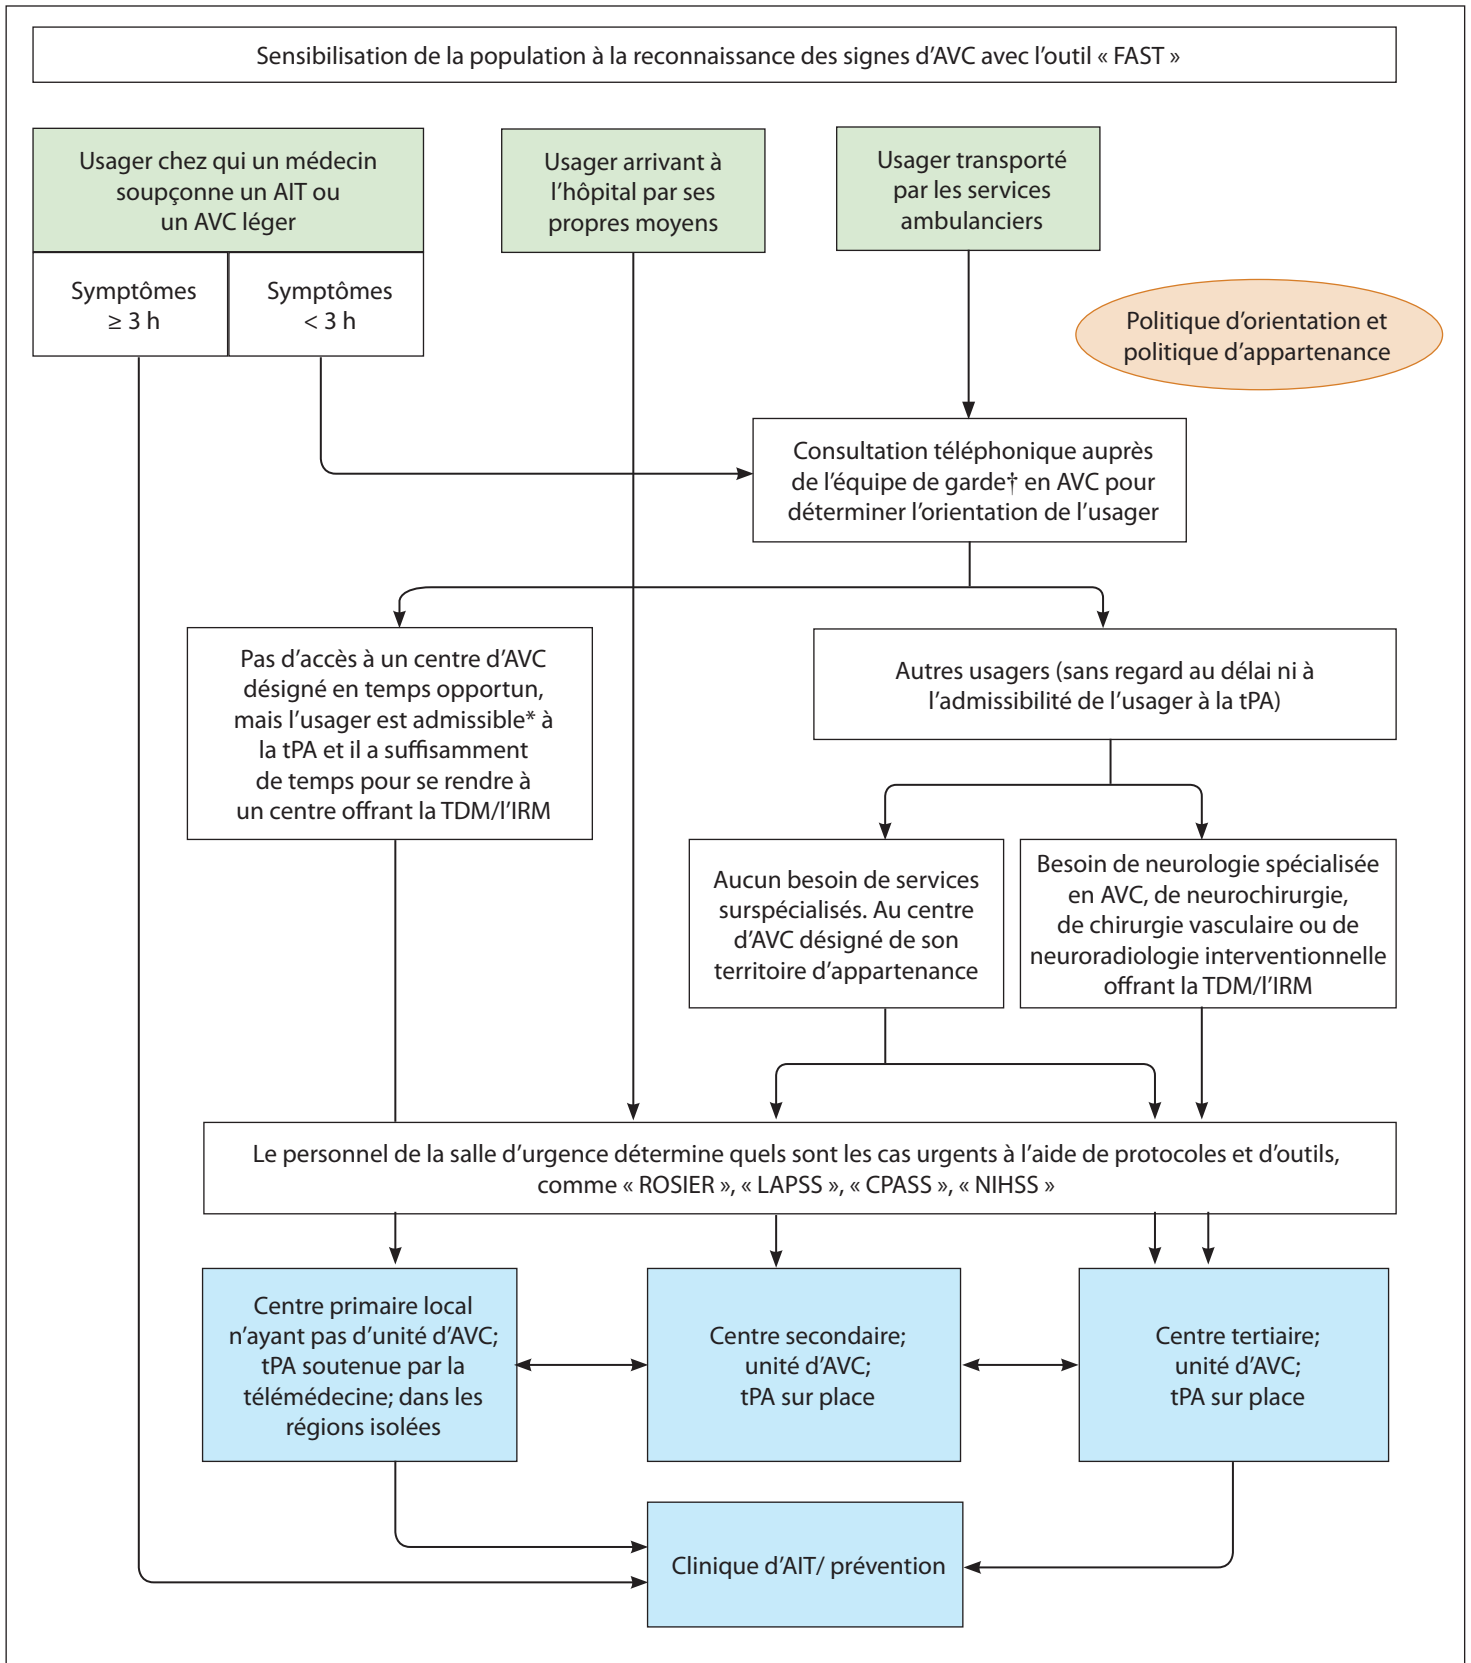 Sensibilisation de la population à la reconnaissance des signes d'AVC avec l'outil « FAST »
Usager chez qui un médecin
soupçonne un AIT ou
un AVC léger
Symptômes
≥ 3 h
Symptômes
< 3 h
Usager arrivant à
l'hôpital par ses
propres moyens
Usager transporté
par les services
ambulanciers
Politique d'orientation et
politique d'appartenance
Consultation téléphonique auprès
de l'équipe de garde† en AVC pour
déterminer l'orientation de l'usager
Pas d'accès à un centre d'AVC
désigné en temps opportun,
mais l'usager est admissible* à
la tPA et il a suffisamment
de temps pour se rendre à
un centre offrant la TDM/l'IRM
Autres usagers (sans regard au délai ni à
l'admissibilité de l'usager à la tPA)
Aucun besoin de services
surspécialisés. Au centre
d'AVC désigné de son
territoire d'appartenance
Besoin de neurologie spécialisée
en AVC, de neurochirurgie,
de chirurgie vasculaire ou de
neuroradiologie interventionnelle
offrant la TDM/l'IRM
Le personnel de la salle d'urgence détermine quels sont les cas urgents à l'aide de protocoles et d'outils,
comme « ROSIER », « LAPSS », « CPASS », « NIHSS »
Centre primaire local
n'ayant pas d'unité d'AVC;
tPA soutenue par la
télémédecine; dans les
régions isolées
Centre secondaire;
unité d'AVC;
tPA sur place
Centre tertiaire;
unité d'AVC;
tPA sur place
Clinique d'AIT/ prévention